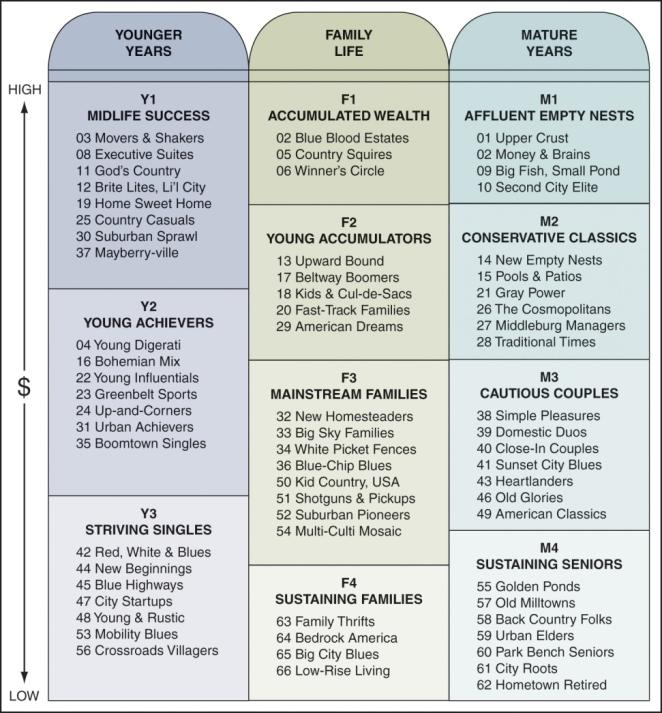 YOUNGER
YEARS
FAMILY
LIFE
MATURE
YEARS
HIGH
$
LOW
Y1
MIDLIFE SUCCESS
03 Movers & Shakers
08 Executive Suites
11 God's Country
12 Brite Lites, Li'l City
19 Home Sweet Home
25 Country Casuals
30 Suburban Sprawl
37 Mayberry-ville
Y2
YOUNG ACHIEVERS
04 Young Digerati
16 Bohemian Mix
22 Young Influentials
23 Greenbelt Sports
24 Up-and-Corners
31 Urban Achievers
35 Boomtown Singles
Y3
STRIVING SINGLES
42 Red, White & Blues
44 New Beginnings
45 Blue Highways
47 City Startups
48 Young & Rustic
53 Mobility Blues
56 Crossroads Villagers
F1
ACCUMULATED WEALTH
02 Blue Blood Estates
05 Country Squires
06 Winner's Circle
F2
YOUNG ACCUMULATORS
13 Upward Bound
17 Beltway Boomers
18 Kids & Cul-de-Sacs
20 Fast-Track Families
29 American Dreams
F3
MAINSTREAM FAMILIES
32 New Homesteaders
33 Big Sky Families
34 White Picket Fences
36 Blue-Chip Blues
50 Kid Country, USA
51 Shotguns & Pickups
52 Suburban Pioneers
54 Multi-Culti Mosaic
F4
SUSTAINING FAMILIES
63 Family Thrifts
64 Bedrock America
65 Big City Blues
66 Low-Rise Living
M1
AFFLUENT EMPTY NESTS
01 Upper Crust
02 Money & Brains
09 Big Fish, Small Pond
10 Second City Elite
M2
CONSERVATIVE CLASSICS
14 New Empty Nests
15 Pools & Patios
21 Gray Power
26 The Cosmopolitans
27 Middleburg Managers
28 Traditional Times
M3
CAUTIOUS COUPLES
38 Simple Pleasures
39 Domestic Duos
40 Close-In Couples
41 Sunset City Blues
43 Heartlanders
46 Old Glories
49 American Classics
M4
SUSTAINING SENIORS
55 Golden Ponds
57 Old Milltowns
58 Back Country Folks
59 Urban Elders
60 Park Bench Seniors
61 City Roots
62 Hometown Retired